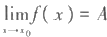 lim f ( x ) = A
x→x₀